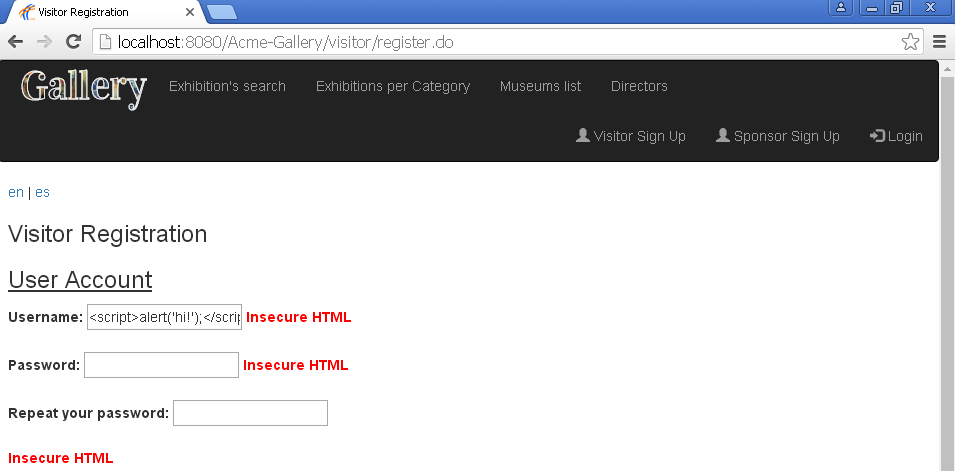 Visitor Registration
localhost:8080/Acme-Gallery/visitor/register.do
Gallery Exhibition's search Exhibitions per Category Museums list Directors
Visitor Sign Up Sponsor Sign Up Login
en | es
Visitor Registration
User Account
Username: <script>alert('hi!');</scrip Insecure HTML
Password: Insecure HTML
Repeat your password:
Insecure HTML